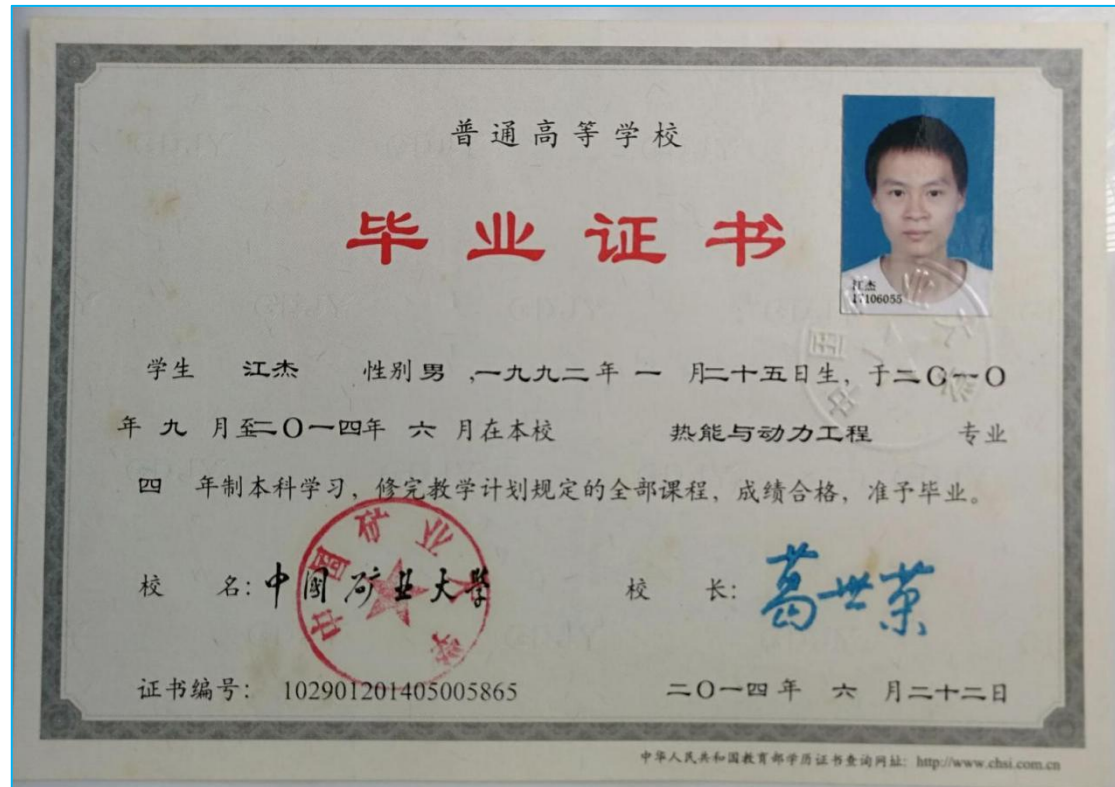 普通高等学校
毕业证书
江杰
学生 江杰 性别 男 ,一九九二年 一 月二十五日生，于二〇一〇
年 九 月至二〇一四年 六 月在本校 热能与动力工程 专业
四 年制本科学习，修完教学计划规定的全部课程，成绩合格，准予毕业。
校 名：中国矿业大学 校 长：葛世荣
中国矿业大学
证书编号： 102901201405005865 二〇一四年 六 月二十二日
中华人民共和国教育部学历证书查询网址：http://www.chsi.com.cn